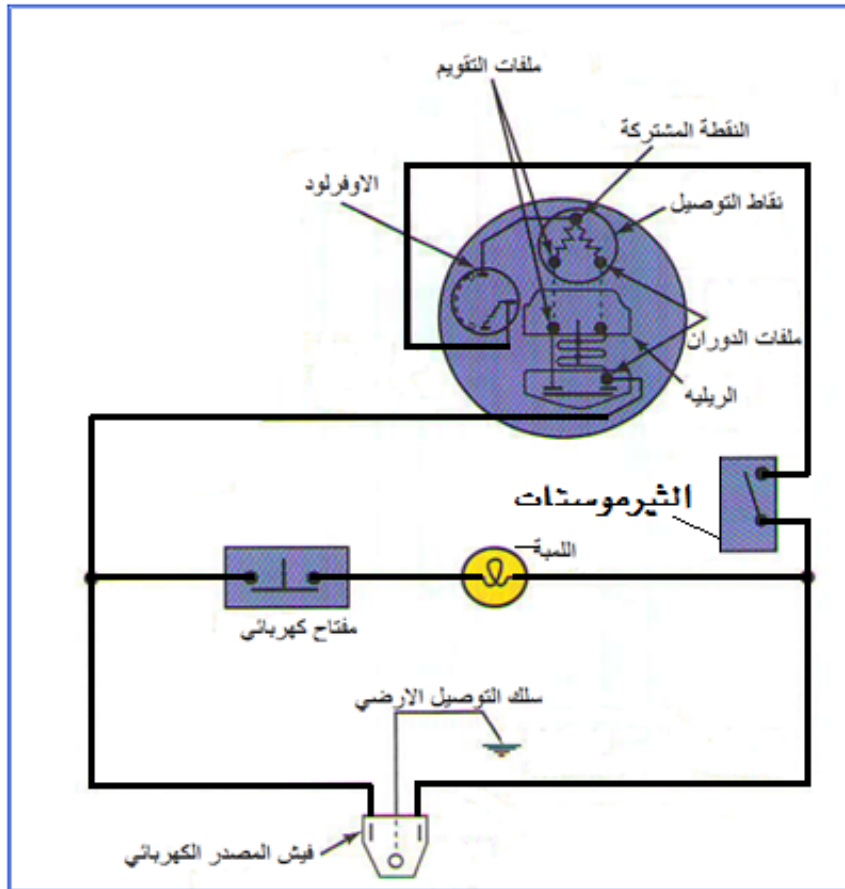 ملفات التقويم
النقطة المشتركة
الاوفرلود
نقاط التوصيل
ملفات الدوران
الريليه
الثيرموستات
اللمبة
مفتاح كهربائي
سلك التوصيل الارضي
فيش المصدر الكهربائي